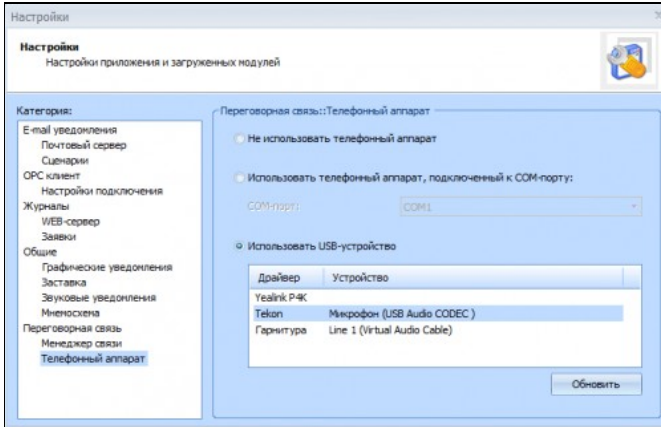 Настройки
Настройки
Настройки приложения и загруженных модулей
Категория:
E-mail уведомления
Почтовый сервер
Сценарии
OPC клиент
Настройки подключения
Журналы
WEB-сервер
Заявки
Общие
Графические уведомления
Заставка
Звуковые уведомления
Мнемосхема
Переговорная связь
Менеджер связи
Телефонный аппарат
Переговорная связь::Телефонный аппарат
Не использовать телефонный аппарат
Использовать телефонный аппарат, подключенный к COM-порту:
COM-порт: COM1
Использовать USB-устройство
Драйвер Устройство
Yealink P4K
Tekon Микрофон (USB Audio CODEC )
Гарнитура Line 1 (Virtual Audio Cable)
Обновить